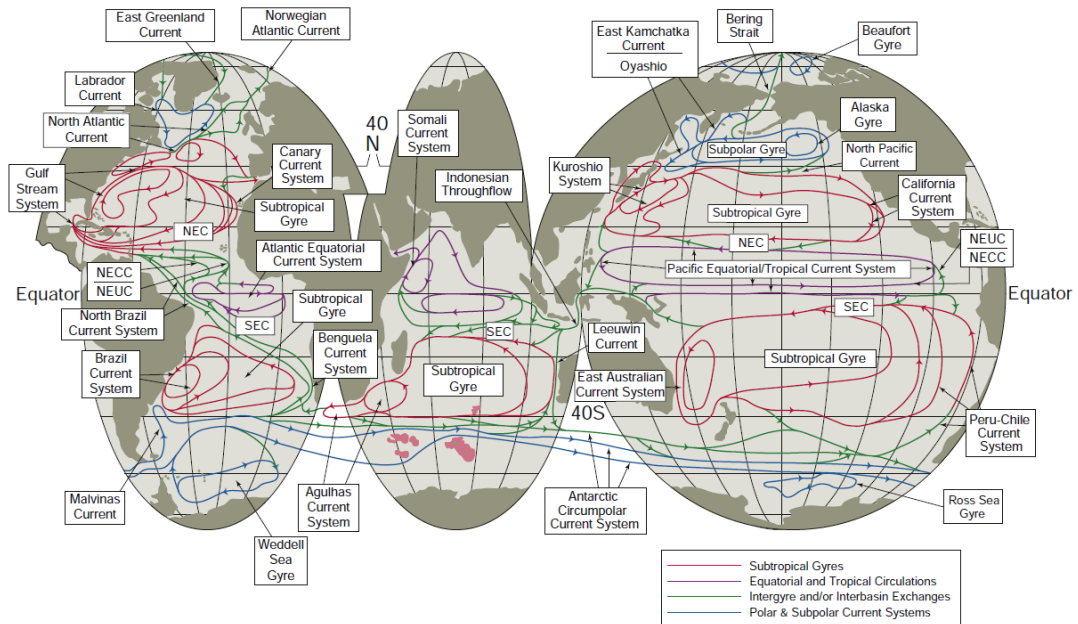 East Greenland
Current
Norwegian
Atlantic Current
Labrador
Current
North Atlantic
Current
Gulf
Stream
System
Canary
Current
System
Subtropical
Gyre
NEC
Atlantic Equatorial
Current System
NECC
NEUC
Equator
North Brazil
Current System
SEC
Subtropical
Gyre
Brazil
Current
System
Benguela
Current
System
Malvinas
Current
Weddell
Sea
Gyre
Agulhas
Current
System
40
N
Somali
Current
System
Indonesian
Throughflow
SEC
Subtropical
Gyre
Leeuwin
Current
40S
East Kamchatka
Current
Oyashio
Bering
Strait
Beaufort
Gyre
Alaska
Gyre
Subpolar Gyre
North Pacific
Current
Kuroshio
System
California
Current
System
Subtropical Gyre
NEC
NEUC
NECC
Pacific Equatorial/Tropical Current System
Equator
SEC
Subtropical Gyre
East Australian
Current System
Peru-Chile
Current
System
Antarctic
Circumpolar
Current System
Ross Sea
Gyre
Subtropical Gyres
Equatorial and Tropical Circulations
Intergyre and/or Interbasin Exchanges
Polar & Subpolar Current Systems